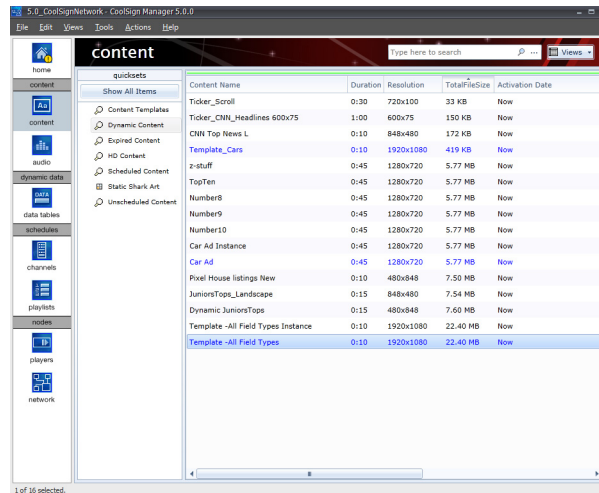 5.0_CoolSignNetwork - CoolSign Manager 5.0.0
File Edit Views Tools Actions Help
home
content
content
audio
dynamic data
DATA
data tables
schedules
channels
playlists
nodes
players
network
content
Type here to search ...
Views
quicksets
Show All Items
Content Templates
Dynamic Content
Expired Content
HD Content
Scheduled Content
Static Shark Art
Unscheduled Content
Content Name Duration Resolution TotalFileSize Activation Date
Ticker_Scroll 0:30 720x100 33 KB Now
Ticker_CNN_Headlines 600x75 1:00 600x75 150 KB Now
CNN Top News L 0:10 848x480 172 KB Now
Template_Cars 0:10 1920x1080 419 KB Now
z-stuff 0:45 1280x720 5.77 MB Now
TopTen 0:45 1280x720 5.77 MB Now
Number8 0:45 1280x720 5.77 MB Now
Number9 0:45 1280x720 5.77 MB Now
Number10 0:45 1280x720 5.77 MB Now
Car Ad Instance 0:45 1280x720 5.77 MB Now
Car Ad 0:45 1280x720 5.77 MB Now
Pixel House listings New 0:10 480x848 7.50 MB Now
JuniorsTops_Landscape 0:15 848x480 7.54 MB Now
Dynamic JuniorsTops 0:15 480x848 7.60 MB Now
Template -All Field Types Instance 0:10 1920x1080 22.40 MB Now
Template -All Field Types 0:10 1920x1080 22.40 MB Now
1 of 16 selected.